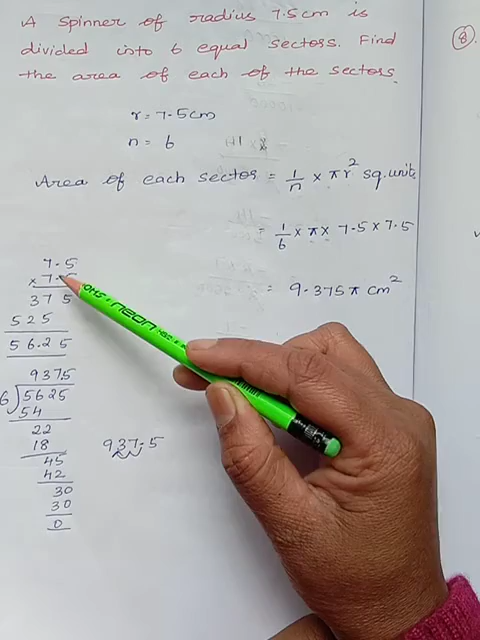 A Spinner of radius 7.5cm is
divided into 6 equal sectors. Find
the area of each of the sectors.
8.
r = 7.5cm
n = 6
Area of each sector = 1/n × πr² sq.units
= 1/6 × π × 7.5 × 7.5
= 9.375π cm²
7.5
× 7.5
375
525
56.25
9375
6)5625
54
22
18
45
42
30
30
0
937.5
neon